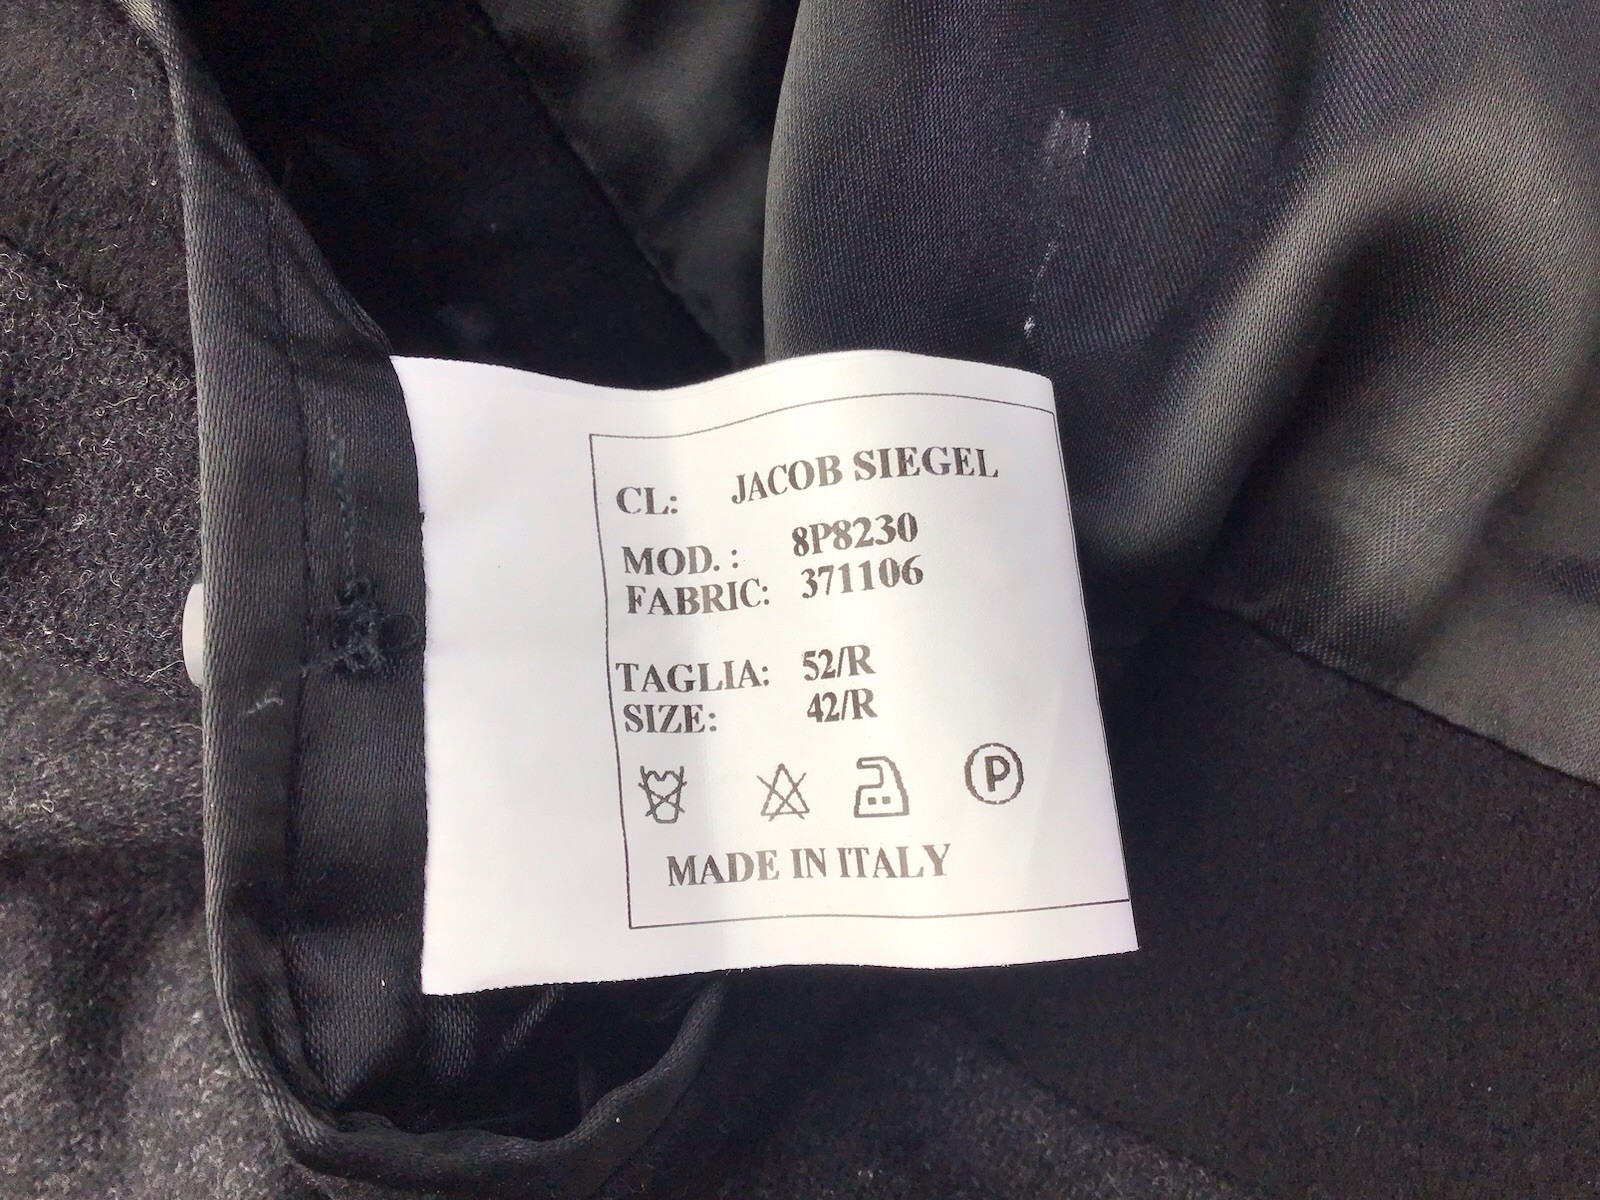 CL: JACOB SIEGEL
MOD. : 8P8230
FABRIC: 371106
TAGLIA: 52/R
SIZE: 42/R
P
MADE IN ITALY